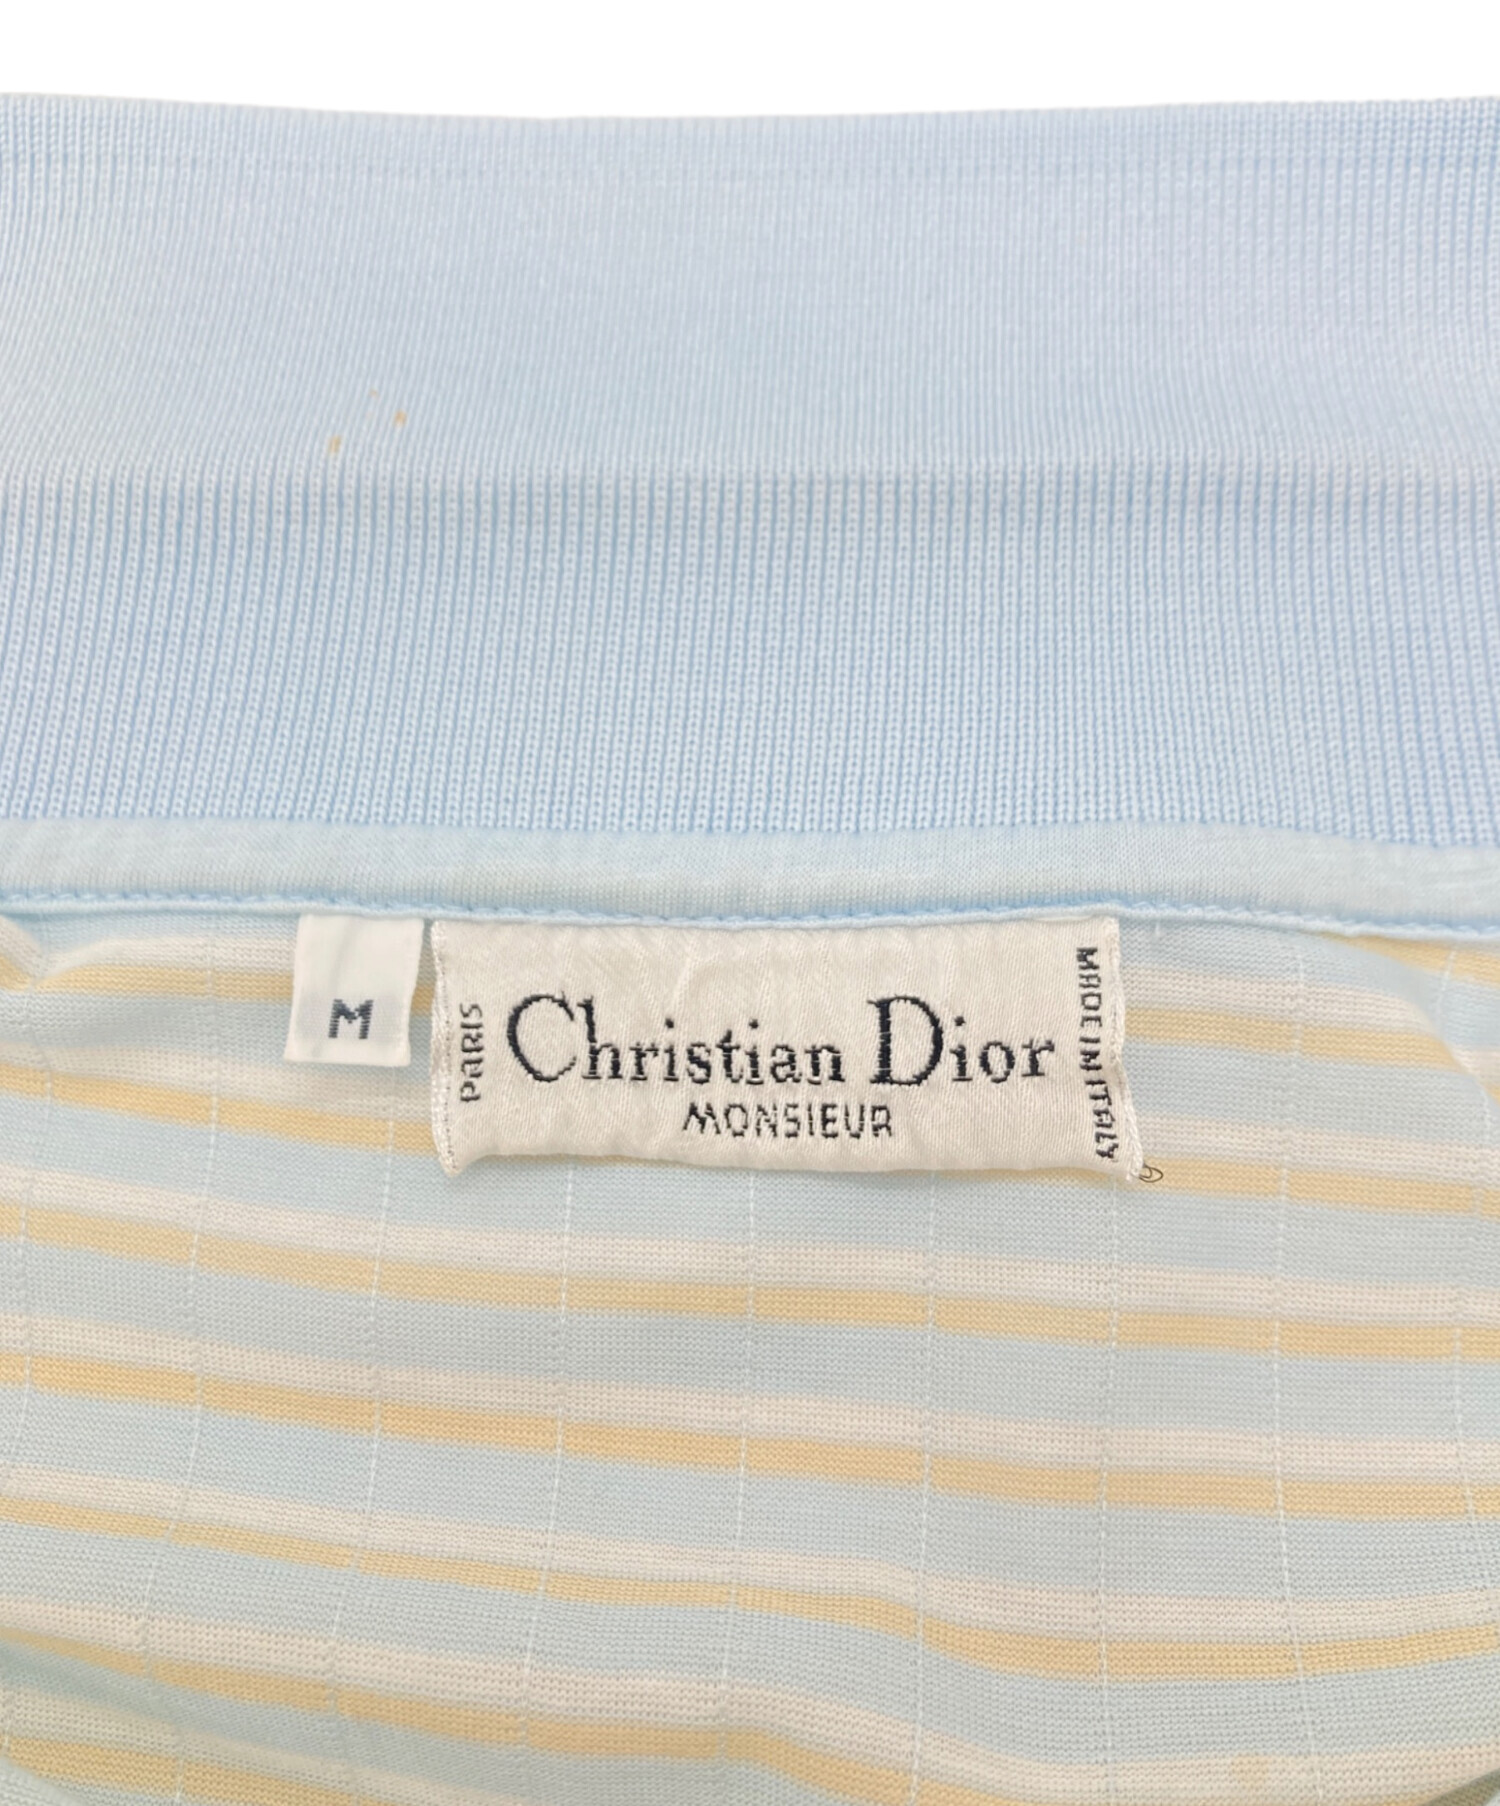 M
PARIS
Christian Dior
MONSIEUR
MADE IN ITALY